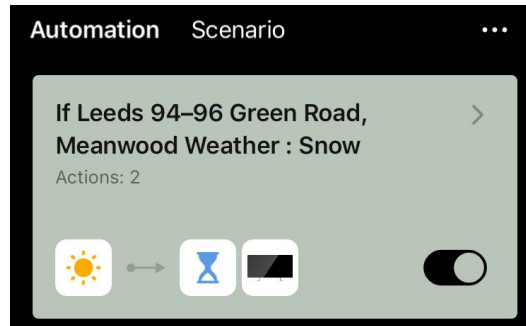 Automation Scenario
If Leeds 94–96 Green Road,
Meanwood Weather : Snow
Actions: 2